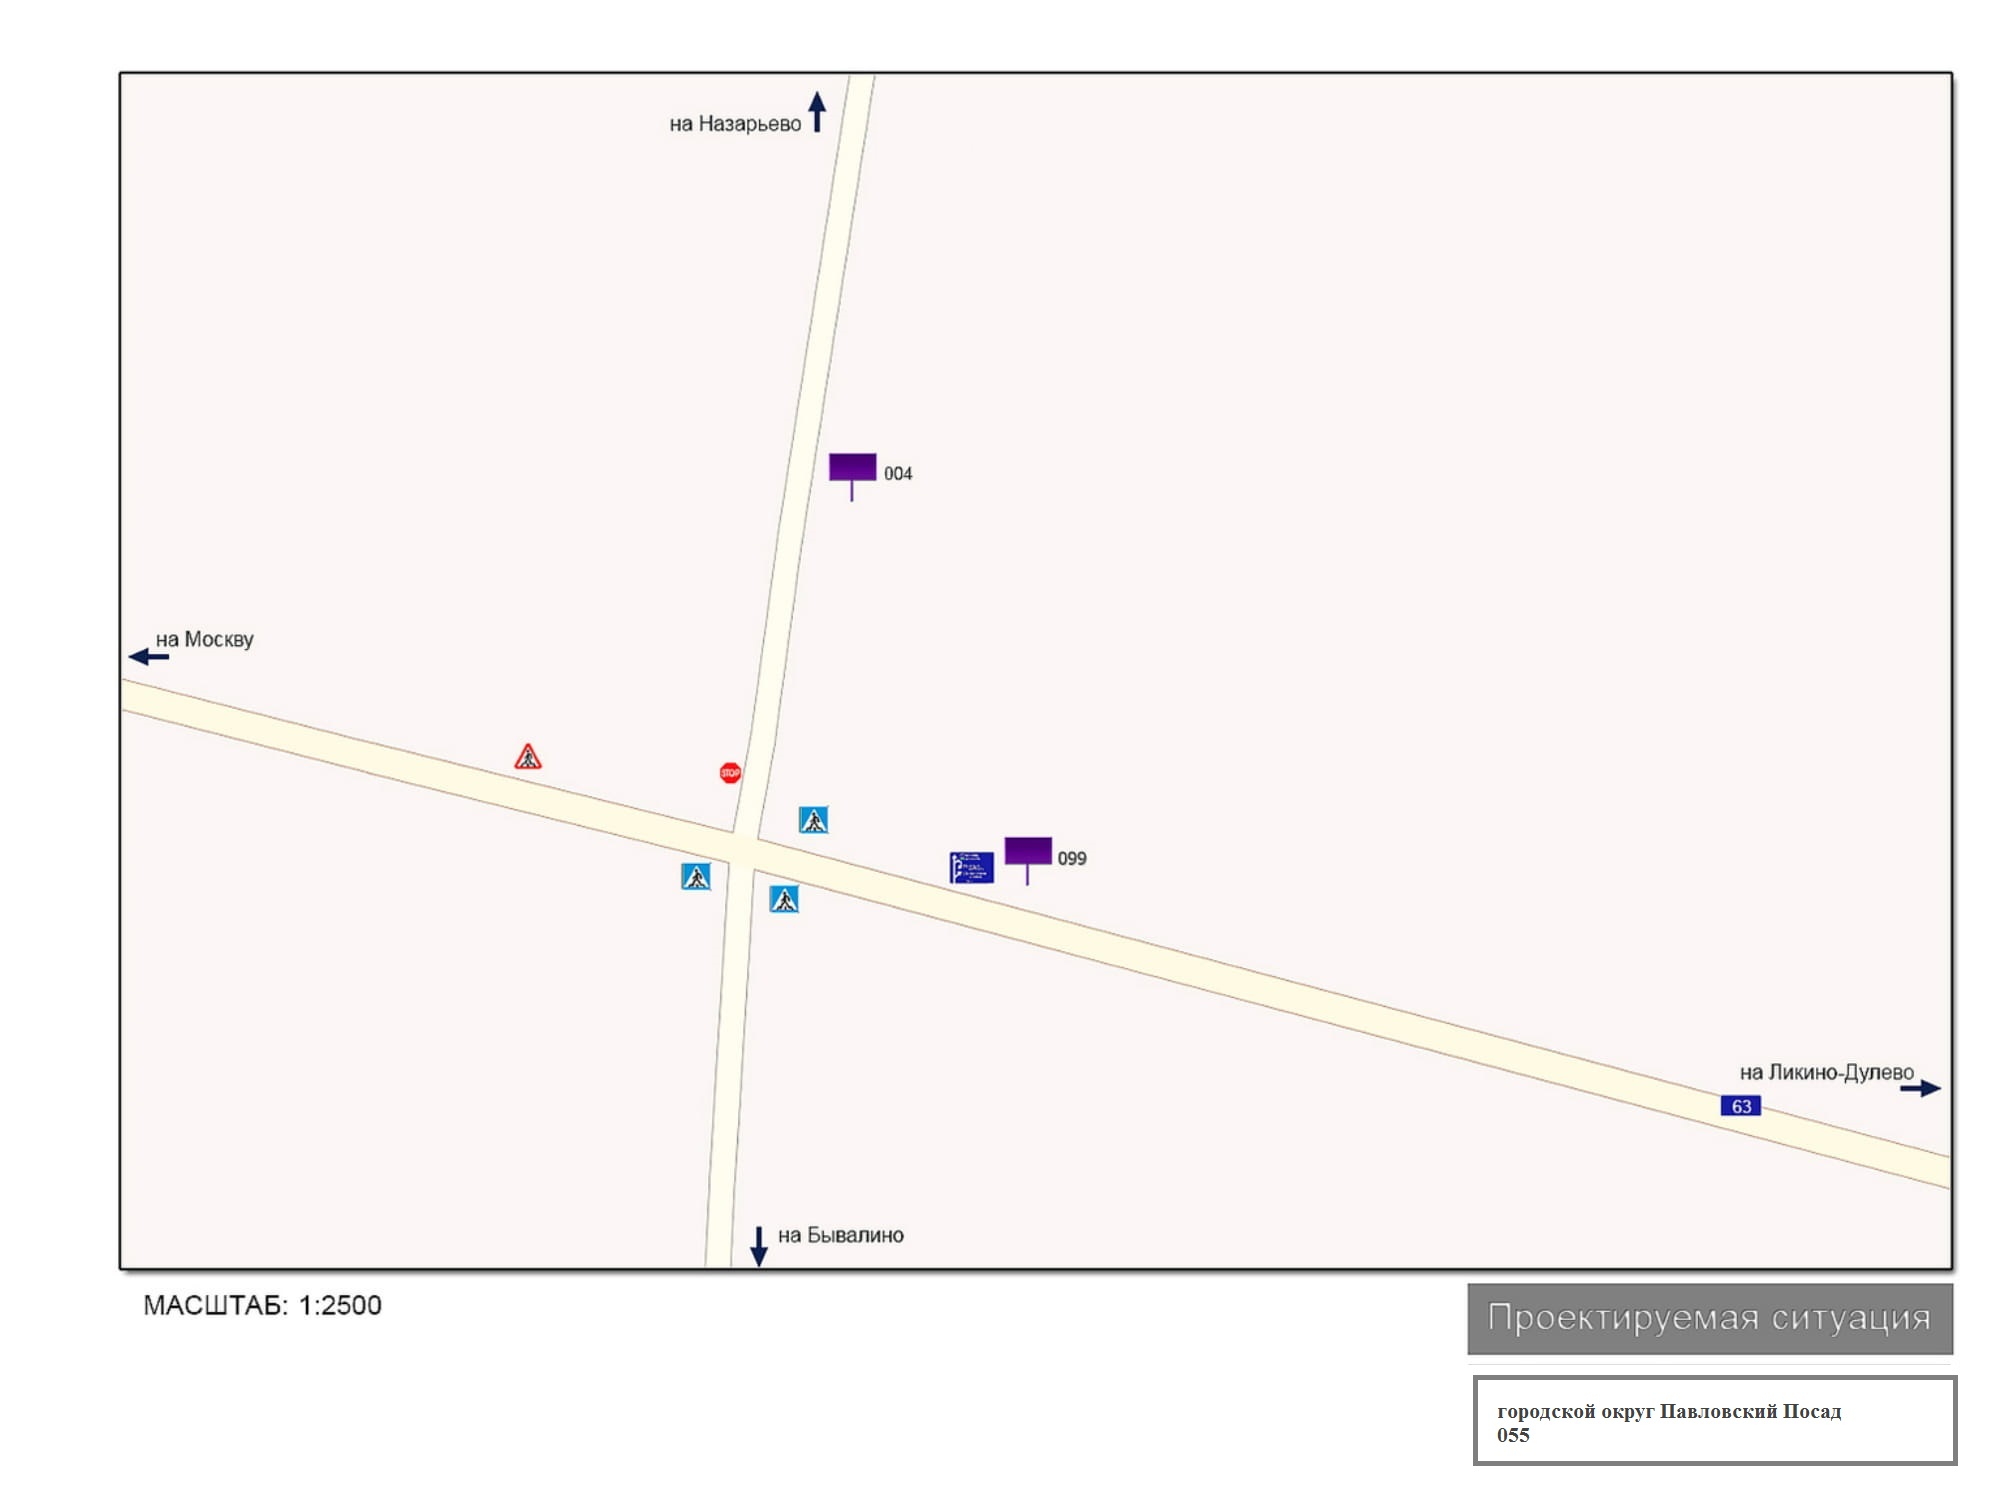 на Назарьево
004
на Москву
STOP
099
на Ликино-Дулево
63
на Бывалино
МАСШТАБ: 1:2500
Проектируемая ситуация
городской округ Павловский Посад
055